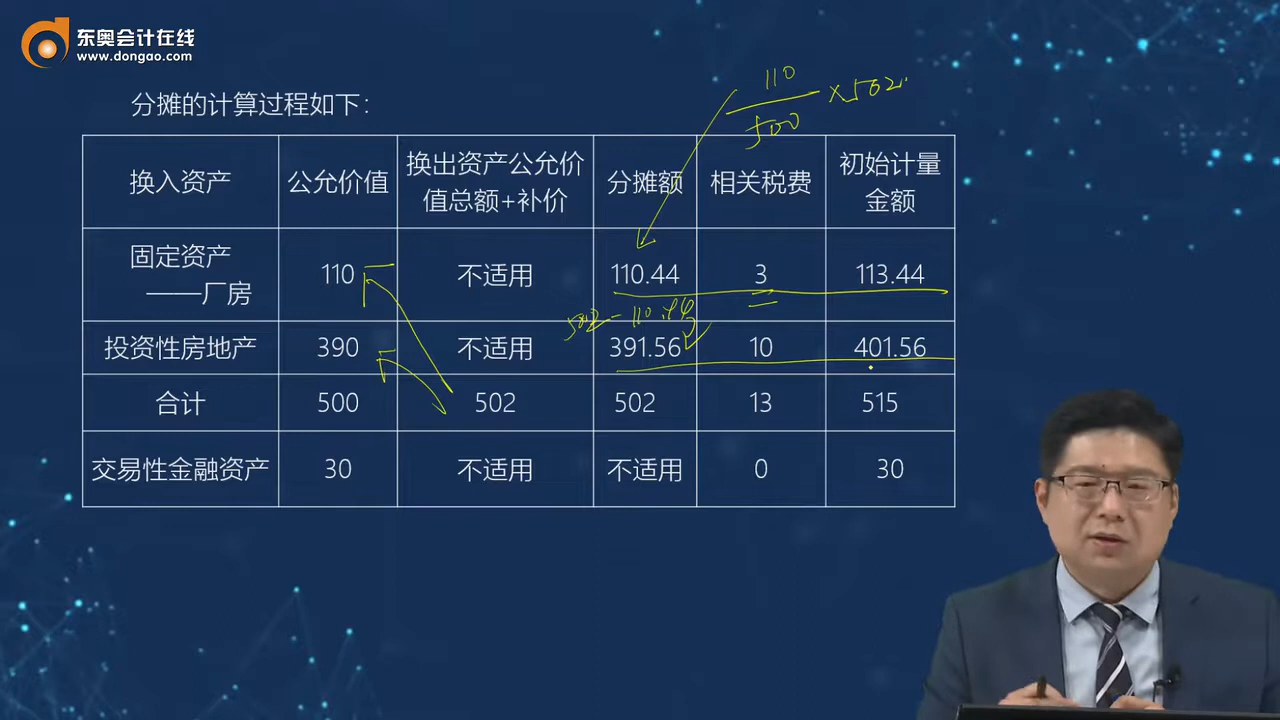 东奥会计在线
www.dongao.com
分摊的计算过程如下:
110
500
×502
换入资产 公允价值 换出资产公允价值总额+补价 分摊额 相关税费 初始计量金额
固定资产——厂房 110 不适用 110.44 3 113.44
502-110.44
投资性房地产 390 不适用 391.56 10 401.56
合计 500 502 502 13 515
交易性金融资产 30 不适用 不适用 0 30